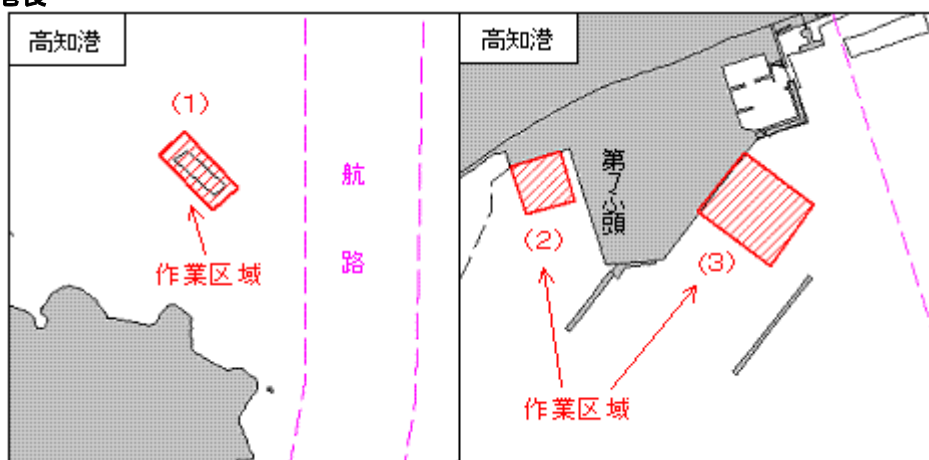 高知港
(1)
航
路
作業区域
高知港
第7ふ頭
(2)
(3)
作業区域